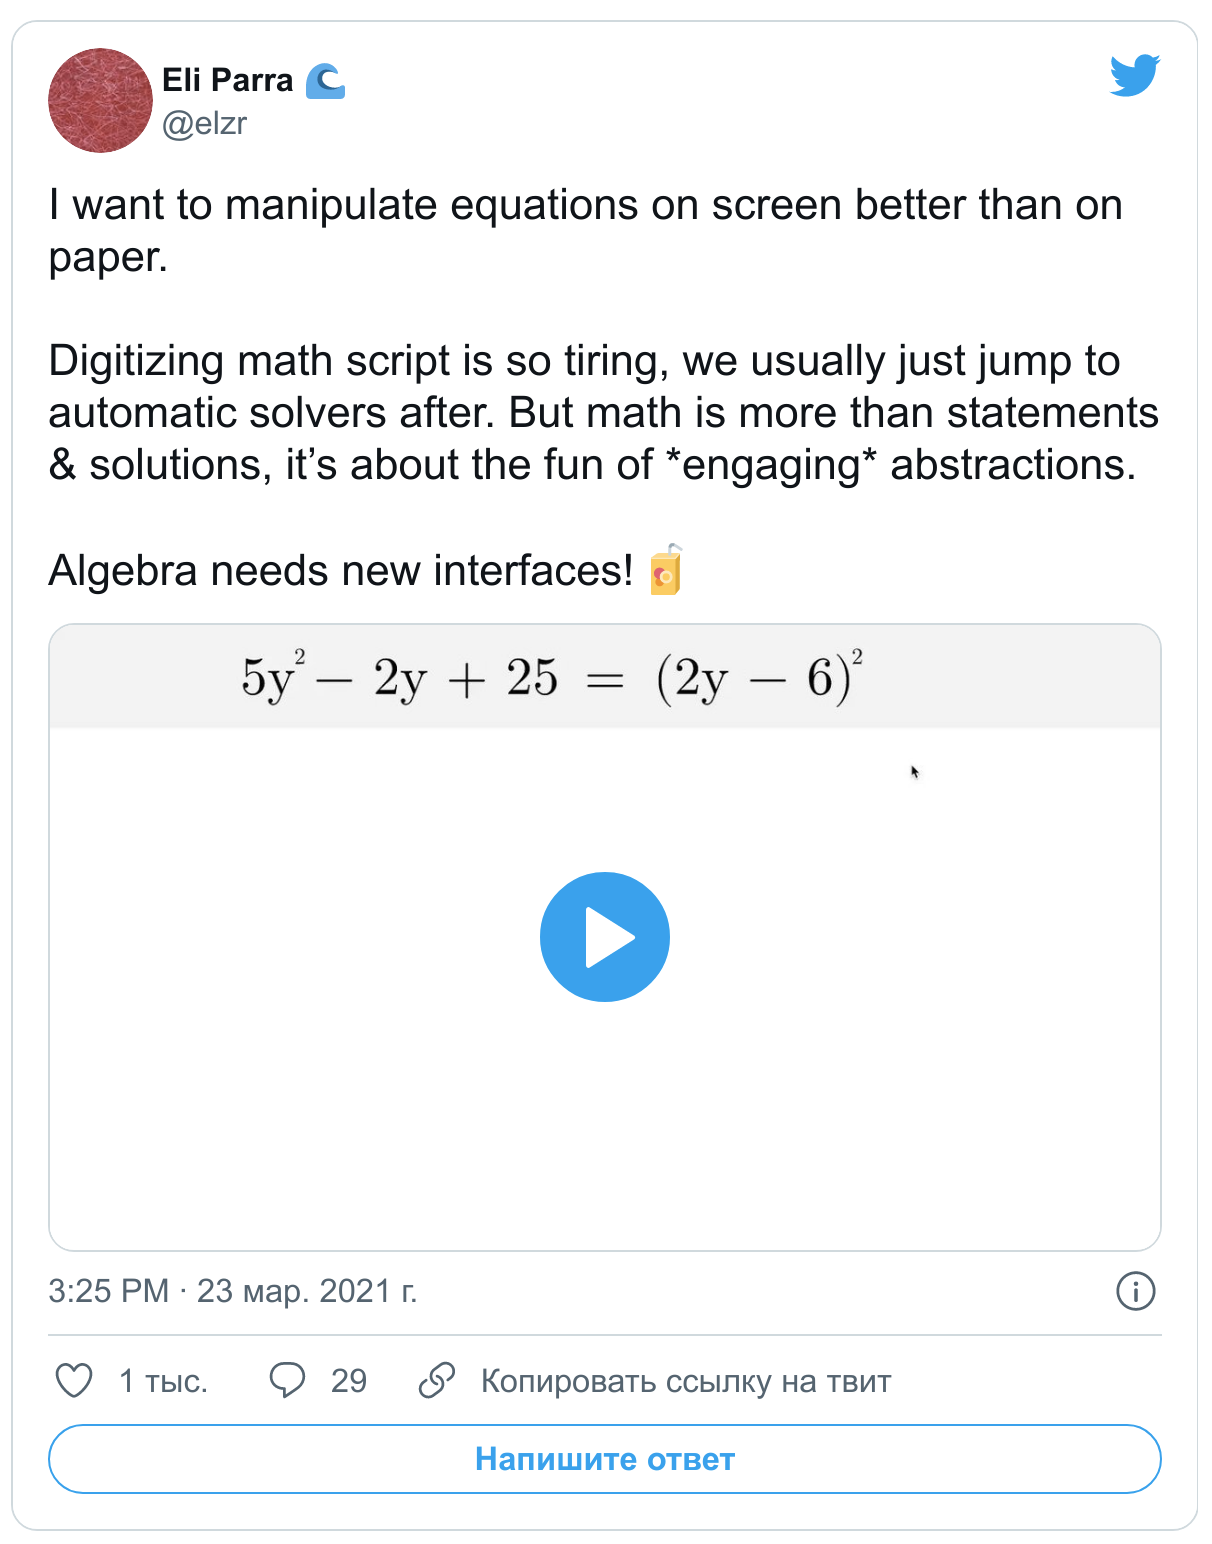 Eli Parra 🌊
@elzr
I want to manipulate equations on screen better than on
paper.
Digitizing math script is so tiring, we usually just jump to
automatic solvers after. But math is more than statements
& solutions, it’s about the fun of *engaging* abstractions.
Algebra needs new interfaces! 🧃
5y² − 2y + 25 = (2y − 6)²
3:25 PM · 23 мар. 2021 г.
1 тыс. 29 Копировать ссылку на твит
Напишите ответ